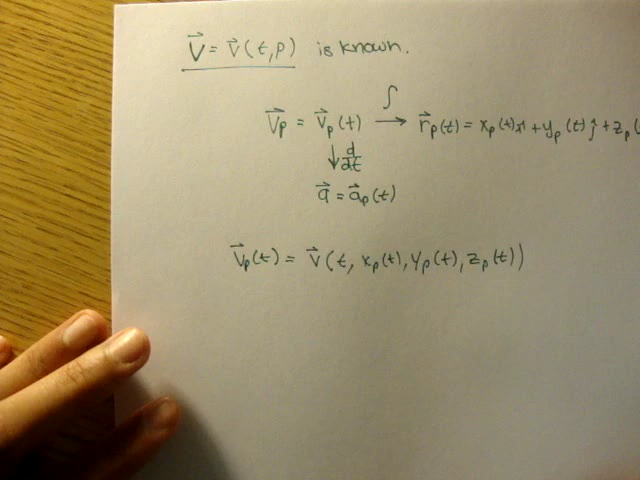 V⃗ = v⃗(t,p) is known.
∫
v⃗p = v⃗p(t) → r⃗p(t) = xp(t)x̂ + yp(t)ĵ + zp(
↓ d/dt
a⃗ = a⃗p(t)
v⃗p(t) = v⃗(t, xp(t), yp(t), zp(t))